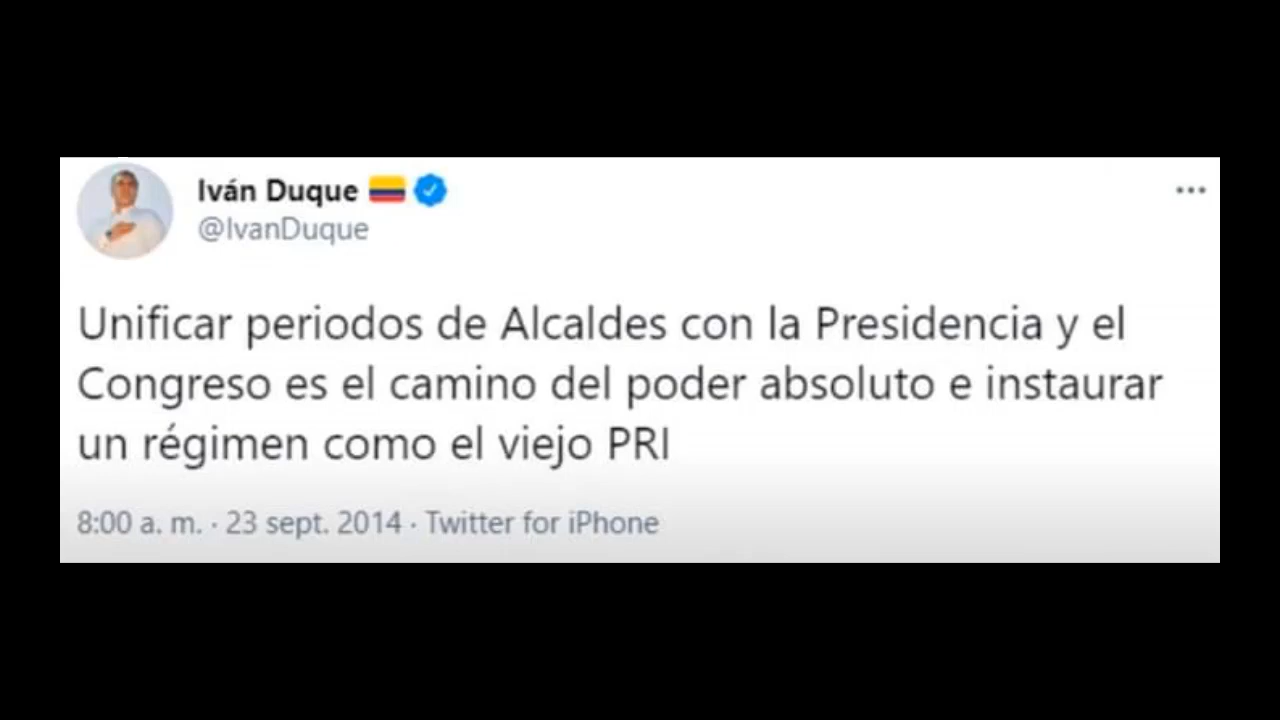 Iván Duque
@IvanDuque
Unificar periodos de Alcaldes con la Presidencia y el
Congreso es el camino del poder absoluto e instaurar
un régimen como el viejo PRI
8:00 a. m. · 23 sept. 2014 · Twitter for iPhone